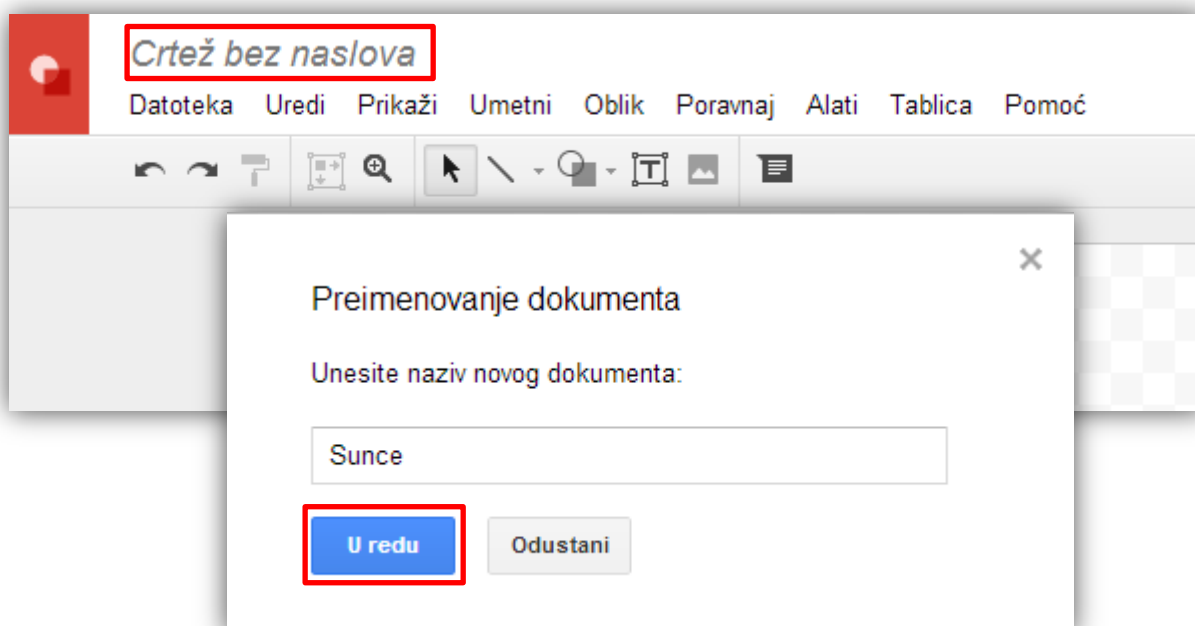 Crtež bez naslova
Datoteka Uredi Prikaži Umetni Oblik Poravnaj Alati Tablica Pomoć
Preimenovanje dokumenta
Unesite naziv novog dokumenta:
Sunce
U redu Odustani